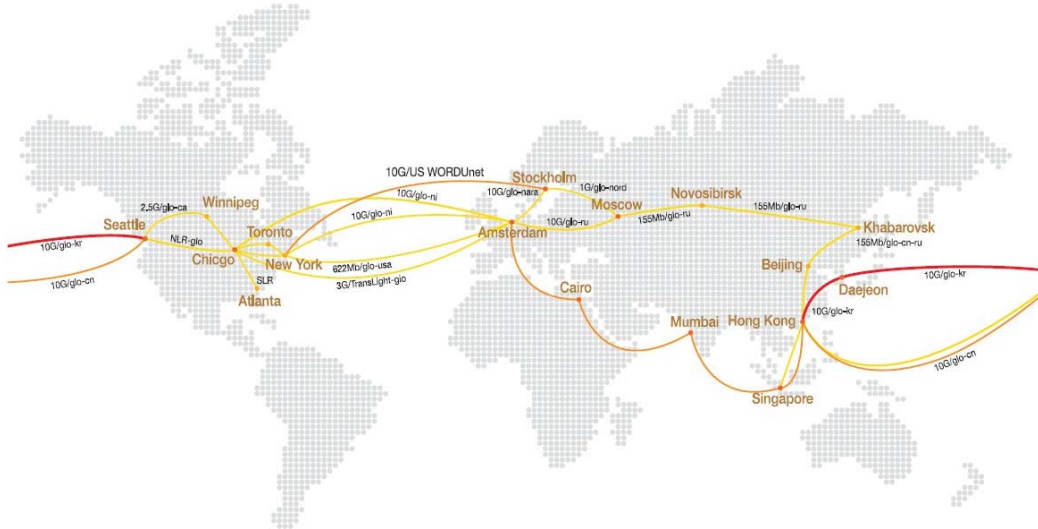 10G/US WORDUnet
Stockholm
1G/glo-nord
10G/glo-nara
10G/glo-ni
Novosibirsk
Winnipeg
2,5G/glo-ca
Moscow
155Mb/glo-ru
155Mb/glo-ru
10G/glo-ni
10G/glo-ru
Seattle
Amsterdam
Khabarovsk
Toronto
NLR-glo
10G/glo-kr
155Mb/glo-cn-ru
Chicgo
New York
622Mb/glo-usa
Beijing
10G/glo-kr
10G/glo-cn
SLR
3G/TransLight-gio
Cairo
Daejeon
Atlanta
10G/glo-kr
Mumbai
Hong Kong
10G/glo-cn
Singapore